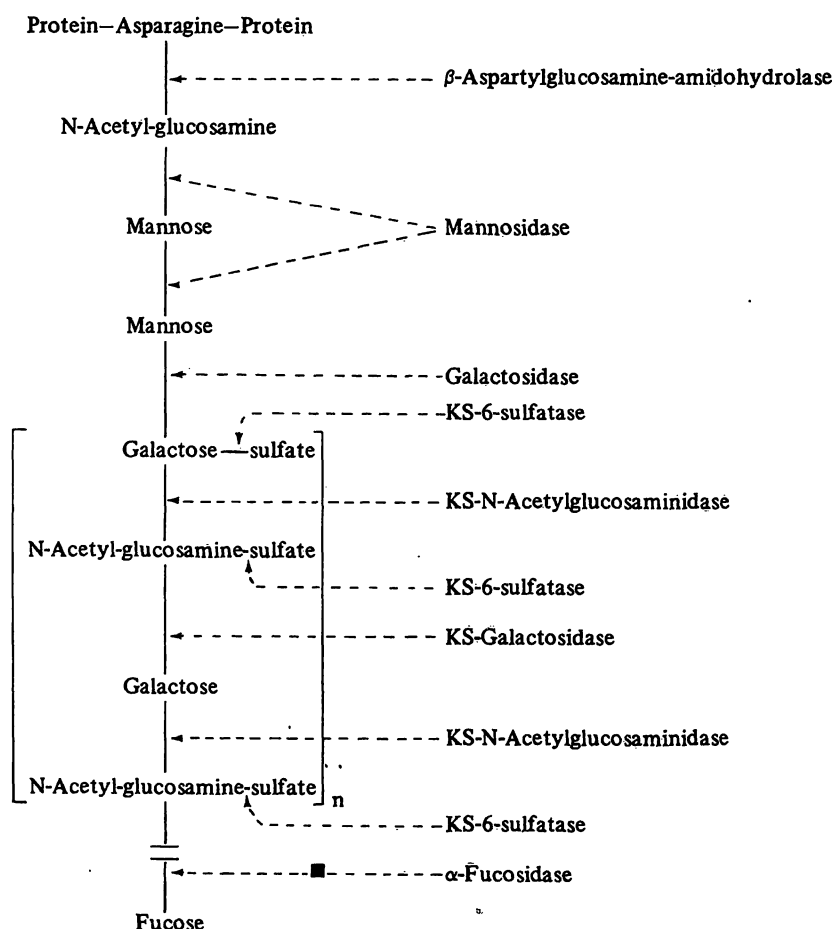 Protein–Asparagine–Protein
β-Aspartylglucosamine-amidohydrolase
N-Acetyl-glucosamine
Mannose
Mannosidase
Mannose
Galactosidase
KS-6-sulfatase
Galactose—sulfate
KS-N-Acetylglucosaminidase
N-Acetyl-glucosamine-sulfate
KS-6-sulfatase
KS-Galactosidase
Galactose
KS-N-Acetylglucosaminidase
N-Acetyl-glucosamine-sulfate
n
KS-6-sulfatase
α-Fucosidase
Fucose